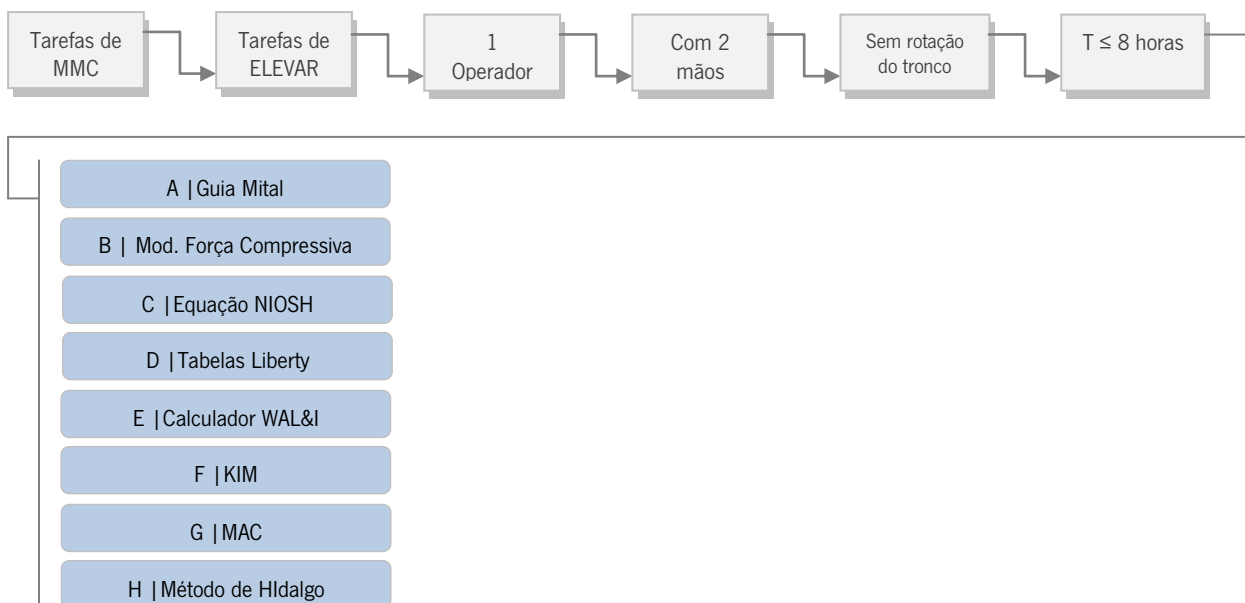 Tarefas de
MMC
Tarefas de
ELEVAR
1
Operador
Com 2
mãos
Sem rotação
do tronco
T ≤ 8 horas
A | Guia Mital
B | Mod. Força Compressiva
C | Equação NIOSH
D | Tabelas Liberty
E | Calculador WAL&I
F | KIM
G | MAC
H | Método de HIdalgo